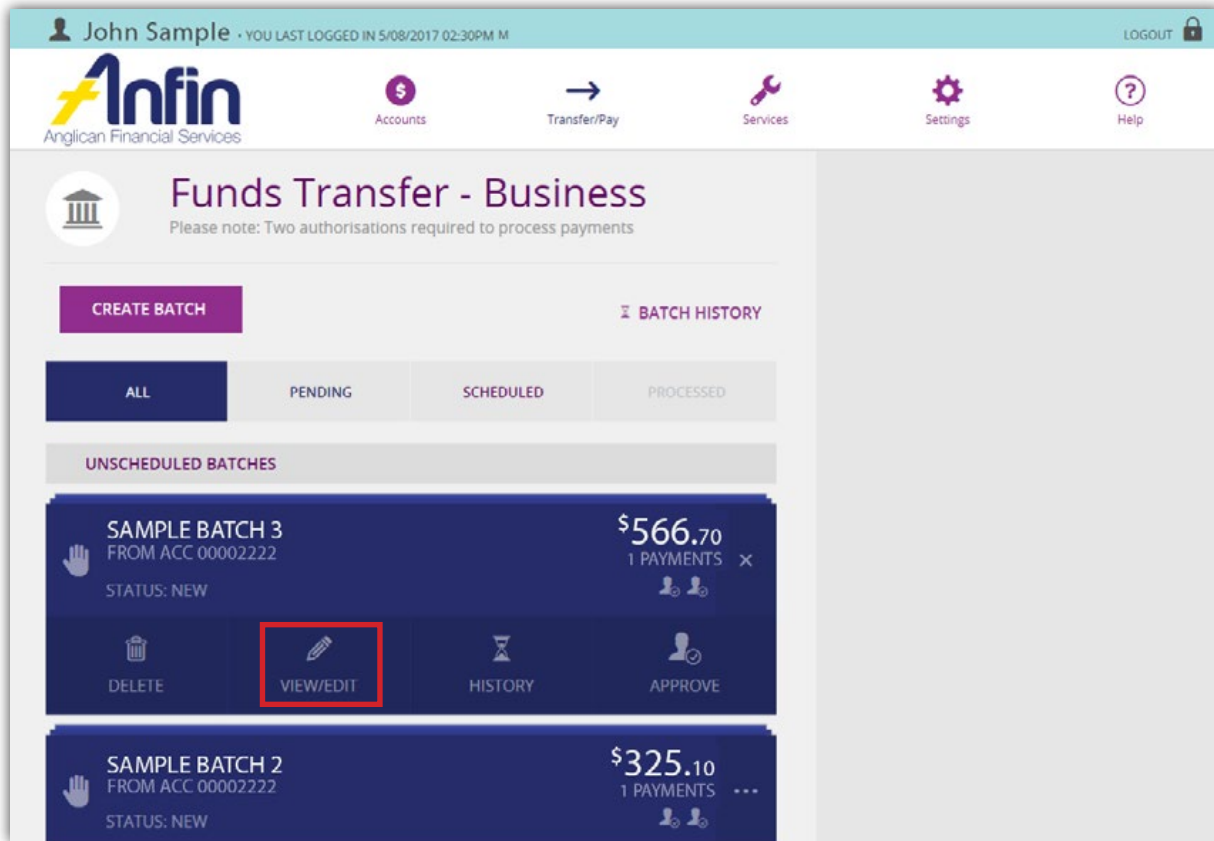 John Sample · YOU LAST LOGGED IN 5/08/2017 02:30PM M
LOGOUT
Anfin
Anglican Financial Services
Accounts
Transfer/Pay
Services
Settings
Help
Funds Transfer - Business
Please note: Two authorisations required to process payments
CREATE BATCH
BATCH HISTORY
ALL
PENDING
SCHEDULED
PROCESSED
UNSCHEDULED BATCHES
SAMPLE BATCH 3
$566.70
FROM ACC 00002222
1 PAYMENTS
STATUS: NEW
DELETE
VIEW/EDIT
HISTORY
APPROVE
SAMPLE BATCH 2
$325.10
FROM ACC 00002222
1 PAYMENTS
STATUS: NEW